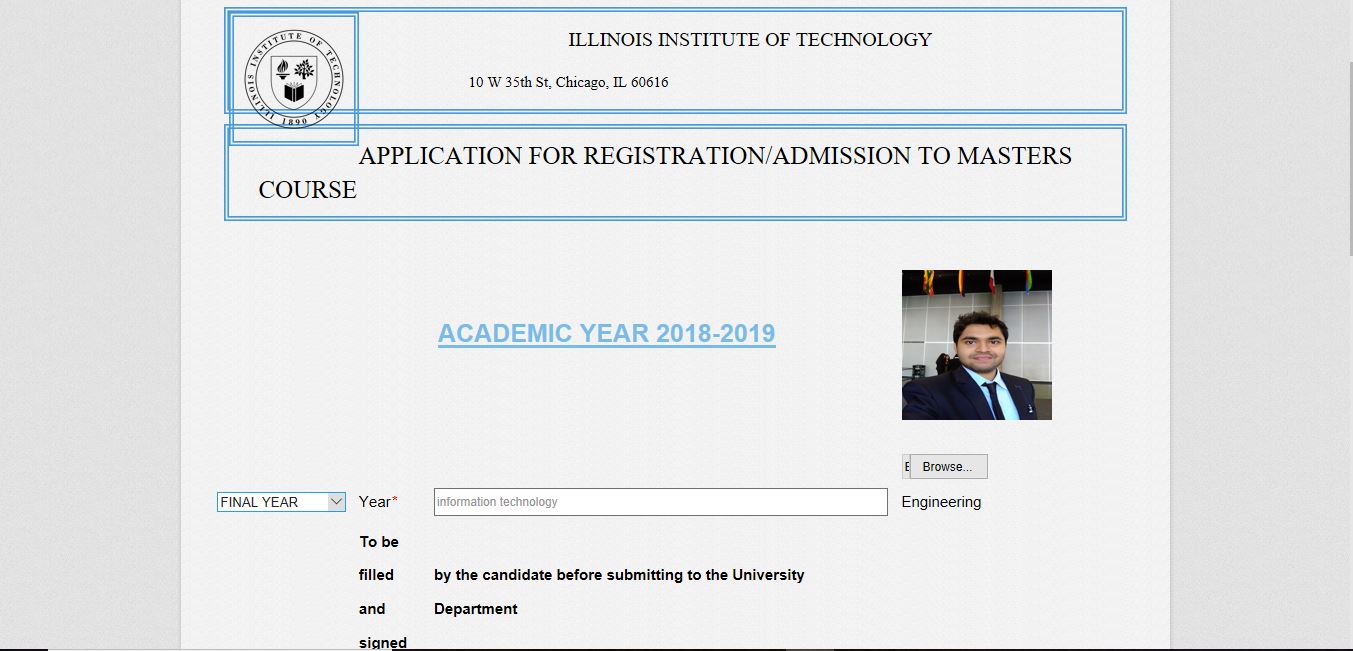 ILLINOIS INSTITUTE OF TECHNOLOGY
ILLINOIS INSTITUTE OF TECHNOLOGY
1890
10 W 35th St, Chicago, IL 60616
APPLICATION FOR REGISTRATION/ADMISSION TO MASTERS
COURSE
ACADEMIC YEAR 2018-2019
Browse...
FINAL YEAR Year* information technology Engineering
To be
filled by the candidate before submitting to the University
and Department
signed